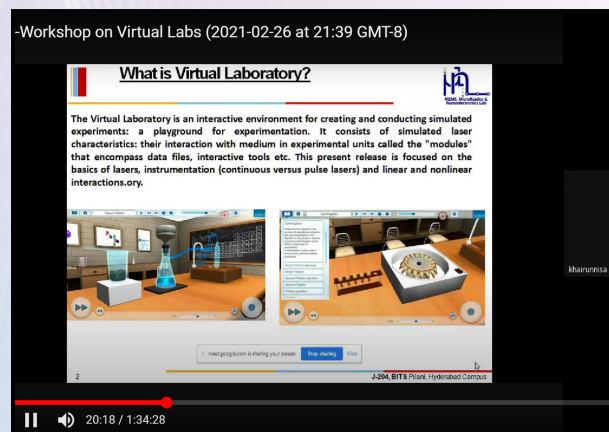 -Workshop on Virtual Labs (2021-02-26 at 21:39 GMT-8)
What is Virtual Laboratory?
MEMS, Microfluidics &
Nanoelectronics Lab
The Virtual Laboratory is an interactive environment for creating and conducting simulated
experiments: a playground for experimentation. It consists of simulated laser
characteristics: their interaction with medium in experimental units called the "modules"
that encompass data files, interactive tools etc. This present release is focused on the
basics of lasers, instrumentation (continuous versus pulse lasers) and linear and nonlinear
interactions.ory.
khairunnisa
meet.google.com is sharing your screen.
Stop sharing
Hide
2
J-204, BITS Pilani, Hyderabad Campus
20:18 / 1:34:28